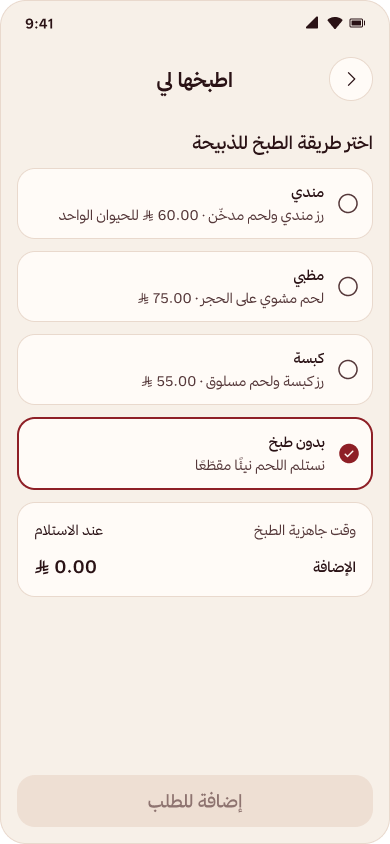 9:41
اطبخها لي
اختر طريقة الطبخ للذبيحة
مندي
رز مندي ولحم مدخّن · 60.00 ⃁ للحيوان الواحد
مظبي
لحم مشوي على الحجر · 75.00 ⃁
كبسة
رز كبسة ولحم مسلوق · 55.00 ⃁
بدون طبخ
نستلم اللحم نيئًا مقطّعًا
وقت جاهزية الطبخ عند الاستلام
الإضافة 0.00 ⃁
إضافة للطلب